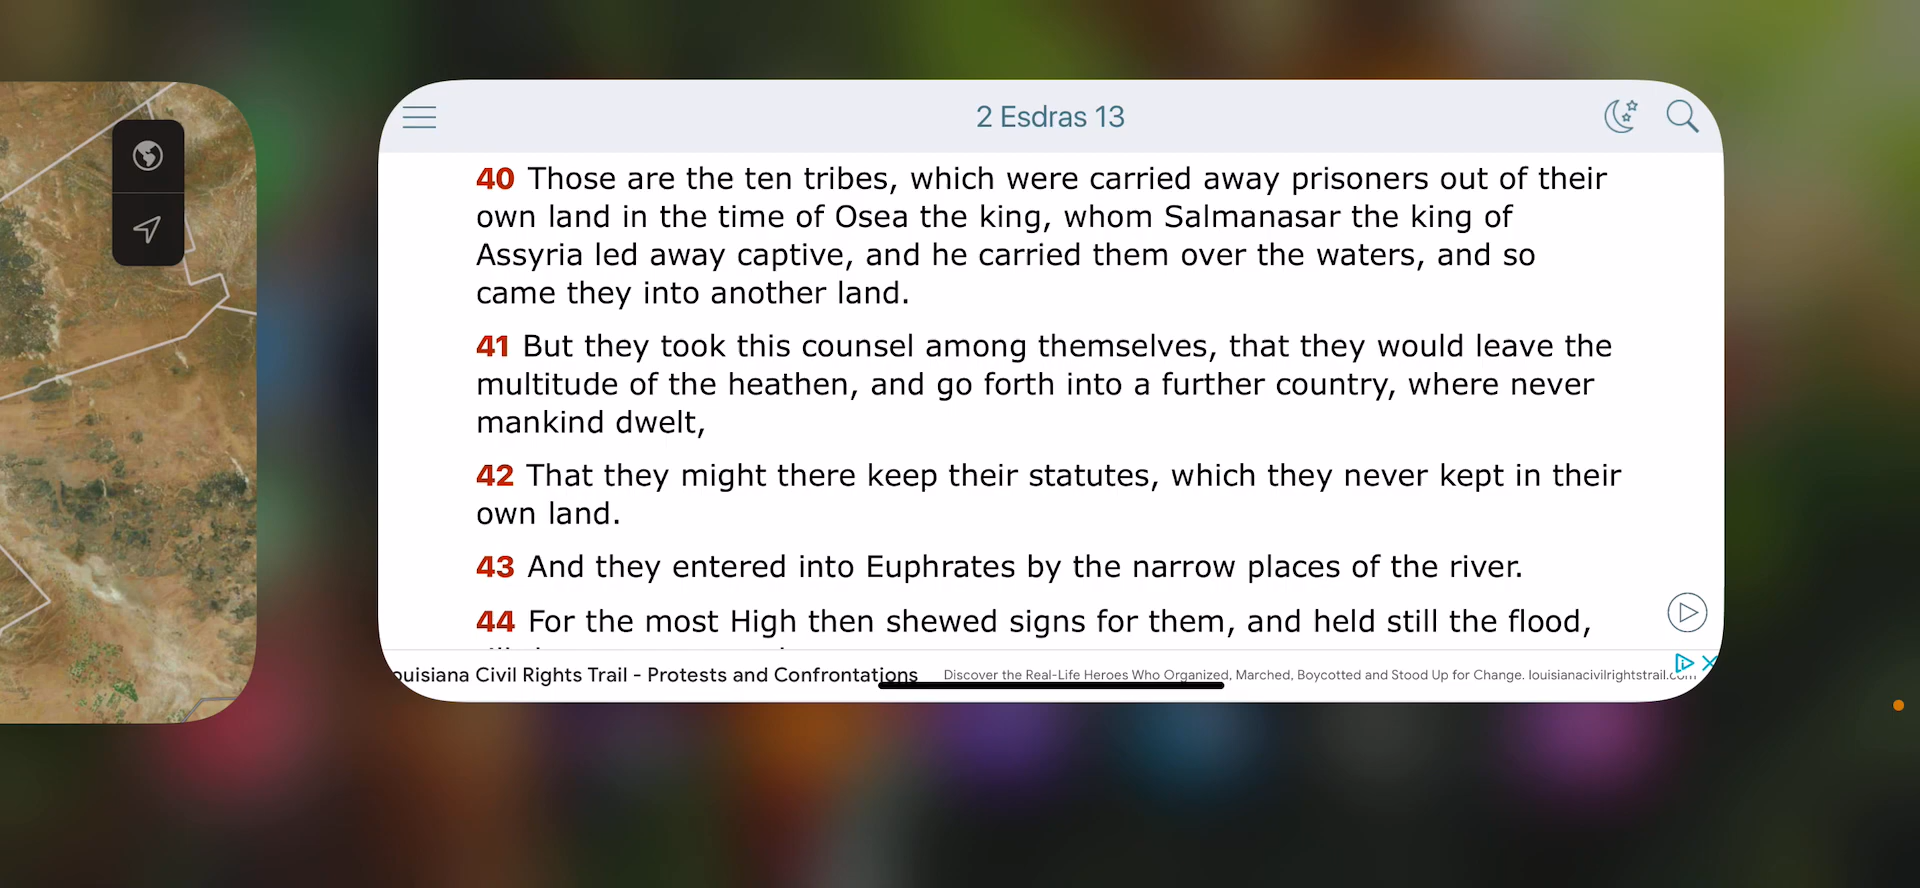 2 Esdras 13
40 Those are the ten tribes, which were carried away prisoners out of their
own land in the time of Osea the king, whom Salmanasar the king of
Assyria led away captive, and he carried them over the waters, and so
came they into another land.
41 But they took this counsel among themselves, that they would leave the
multitude of the heathen, and go forth into a further country, where never
mankind dwelt,
42 That they might there keep their statutes, which they never kept in their
own land.
43 And they entered into Euphrates by the narrow places of the river.
44 For the most High then shewed signs for them, and held still the flood,
ouisiana Civil Rights Trail - Protests and Confrontations
Discover the Real-Life Heroes Who Organized, Marched, Boycotted and Stood Up for Change. louisianacivilrightstrail.com